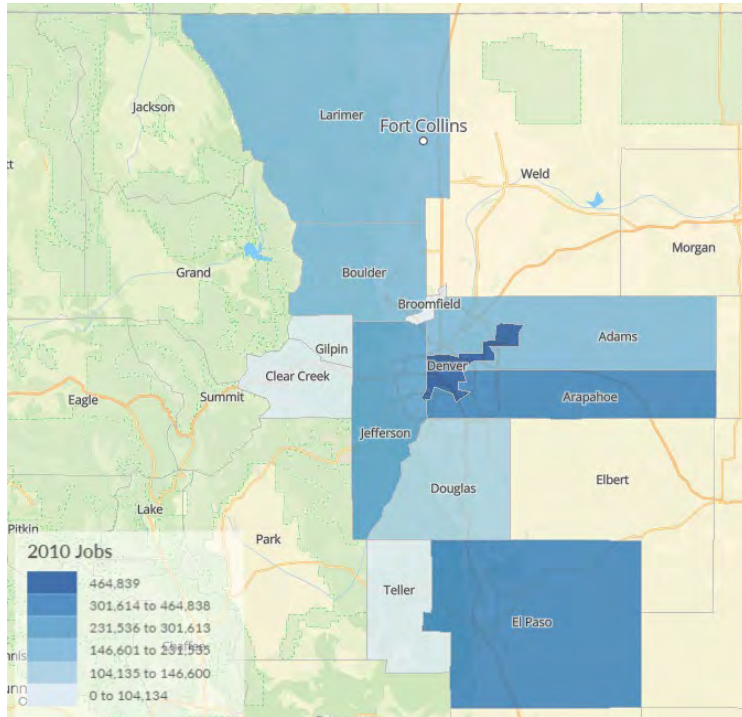 Jackson
Larimer
Fort Collins
Weld
Morgan
Grand
Boulder
Broomfield
Gilpin
Adams
Denver
Clear Creek
Eagle
Summit
Arapahoe
Jefferson
Douglas
Elbert
Lake
Pitkin
Park
2010 Jobs
464,839
301,614 to 464,838
231,536 to 301,613
146,601 to 231,535
Chaffee
104,135 to 146,600
0 to 104,134
Teller
El Paso